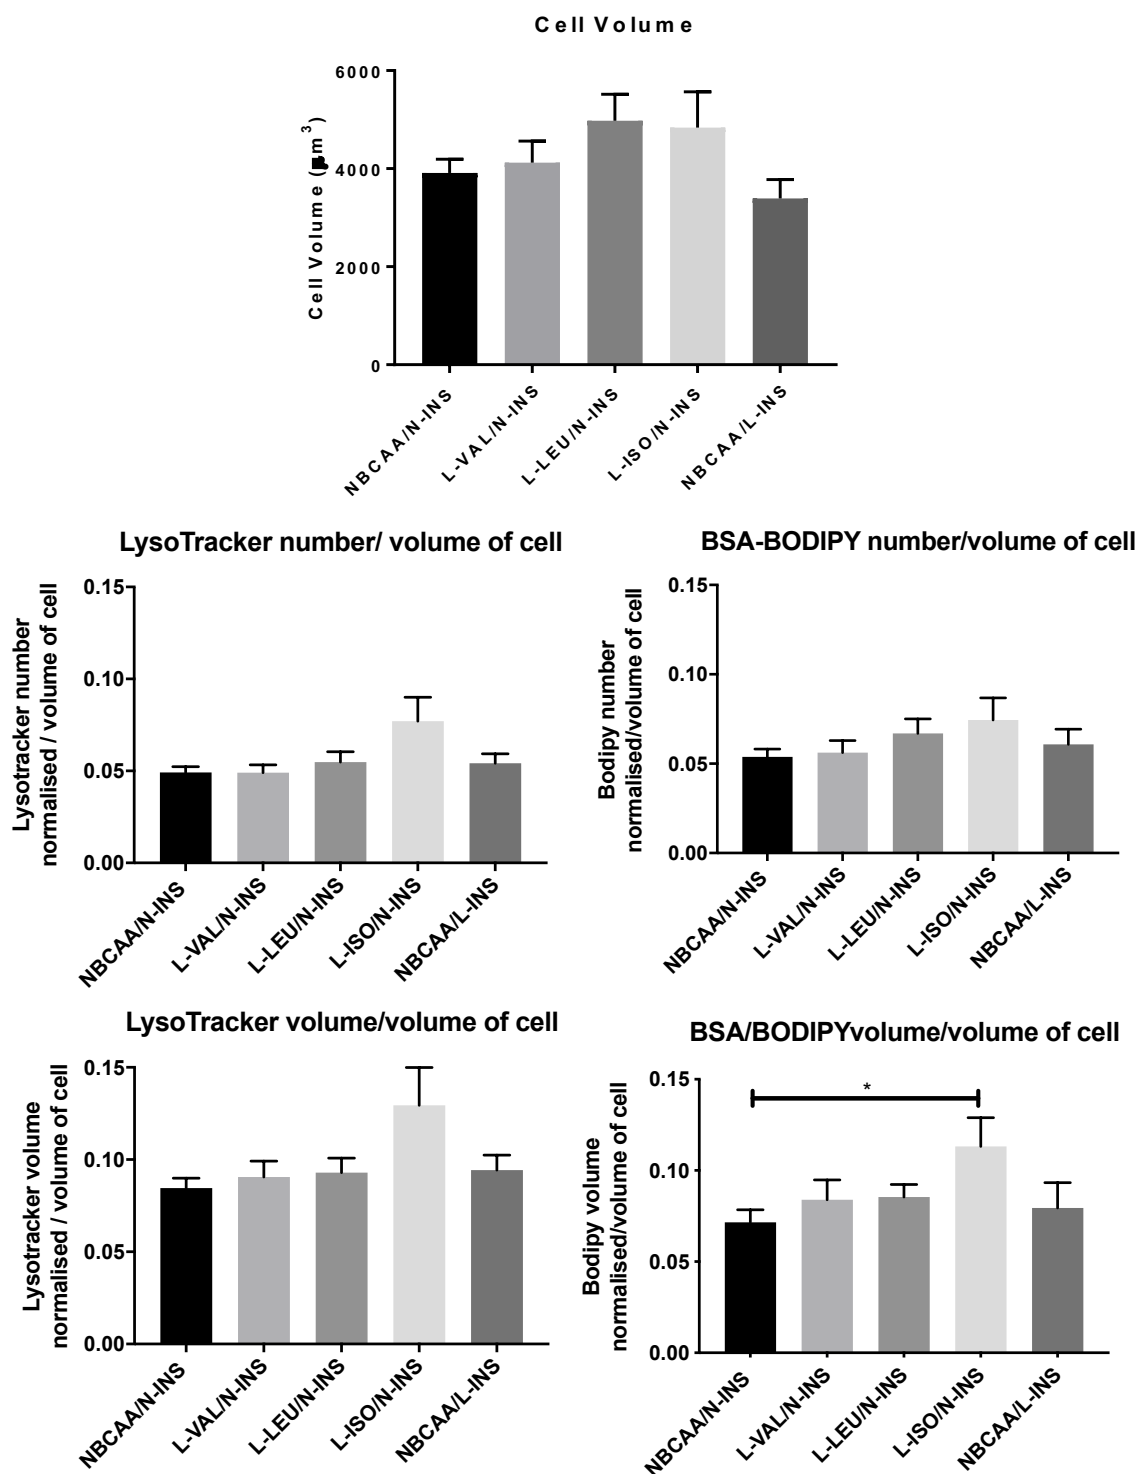 Cell Volume
Cell Volume (μm³)
6000
4000
2000
0
NBCAA/N-INS
L-VAL/N-INS
L-LEU/N-INS
L-ISO/N-INS
NBCAA/L-INS
LysoTracker number/ volume of cell
Lysotracker number
normalised / volume of cell
0.15
0.10
0.05
0.00
NBCAA/N-INS
L-VAL/N-INS
L-LEU/N-INS
L-ISO/N-INS
NBCAA/L-INS
BSA-BODIPY number/volume of cell
Bodipy number
normalised/volume of cell
0.15
0.10
0.05
0.00
NBCAA/N-INS
L-VAL/N-INS
L-LEU/N-INS
L-ISO/N-INS
NBCAA/L-INS
LysoTracker volume/volume of cell
Lysotracker volume
normalised / volume of cell
0.15
0.10
0.05
0.00
NBCAA/N-INS
L-VAL/N-INS
L-LEU/N-INS
L-ISO/N-INS
NBCAA/L-INS
BSA/BODIPYvolume/volume of cell
Bodipy volume
normalised/volume of cell
0.15
0.10
0.05
0.00
*
NBCAA/N-INS
L-VAL/N-INS
L-LEU/N-INS
L-ISO/N-INS
NBCAA/L-INS